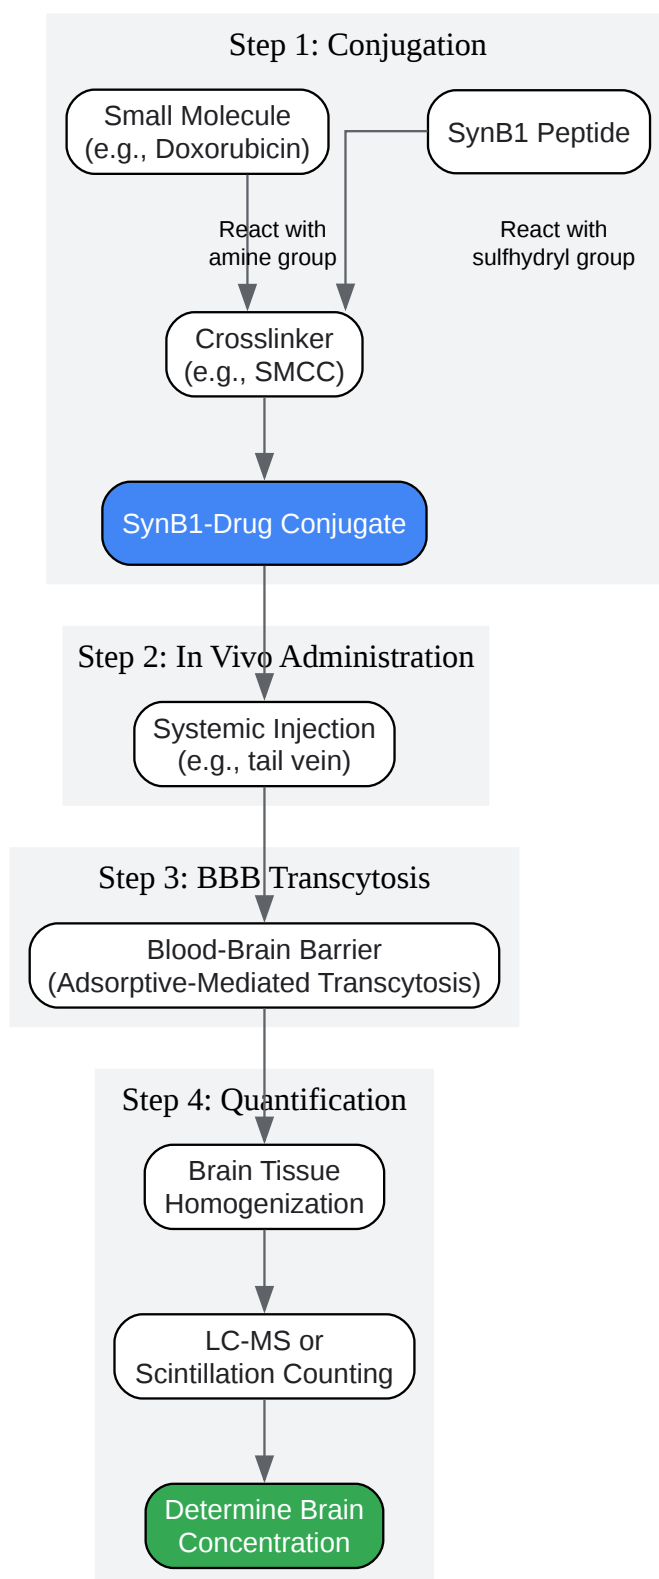 Step 1: Conjugation
Small Molecule
(e.g., Doxorubicin)
SynB1 Peptide
React with
amine group
React with
sulfhydryl group
Crosslinker
(e.g., SMCC)
SynB1-Drug Conjugate
Step 2: In Vivo Administration
Systemic Injection
(e.g., tail vein)
Step 3: BBB Transcytosis
Blood-Brain Barrier
(Adsorptive-Mediated Transcytosis)
Step 4: Quantification
Brain Tissue
Homogenization
LC-MS or
Scintillation Counting
Determine Brain
Concentration